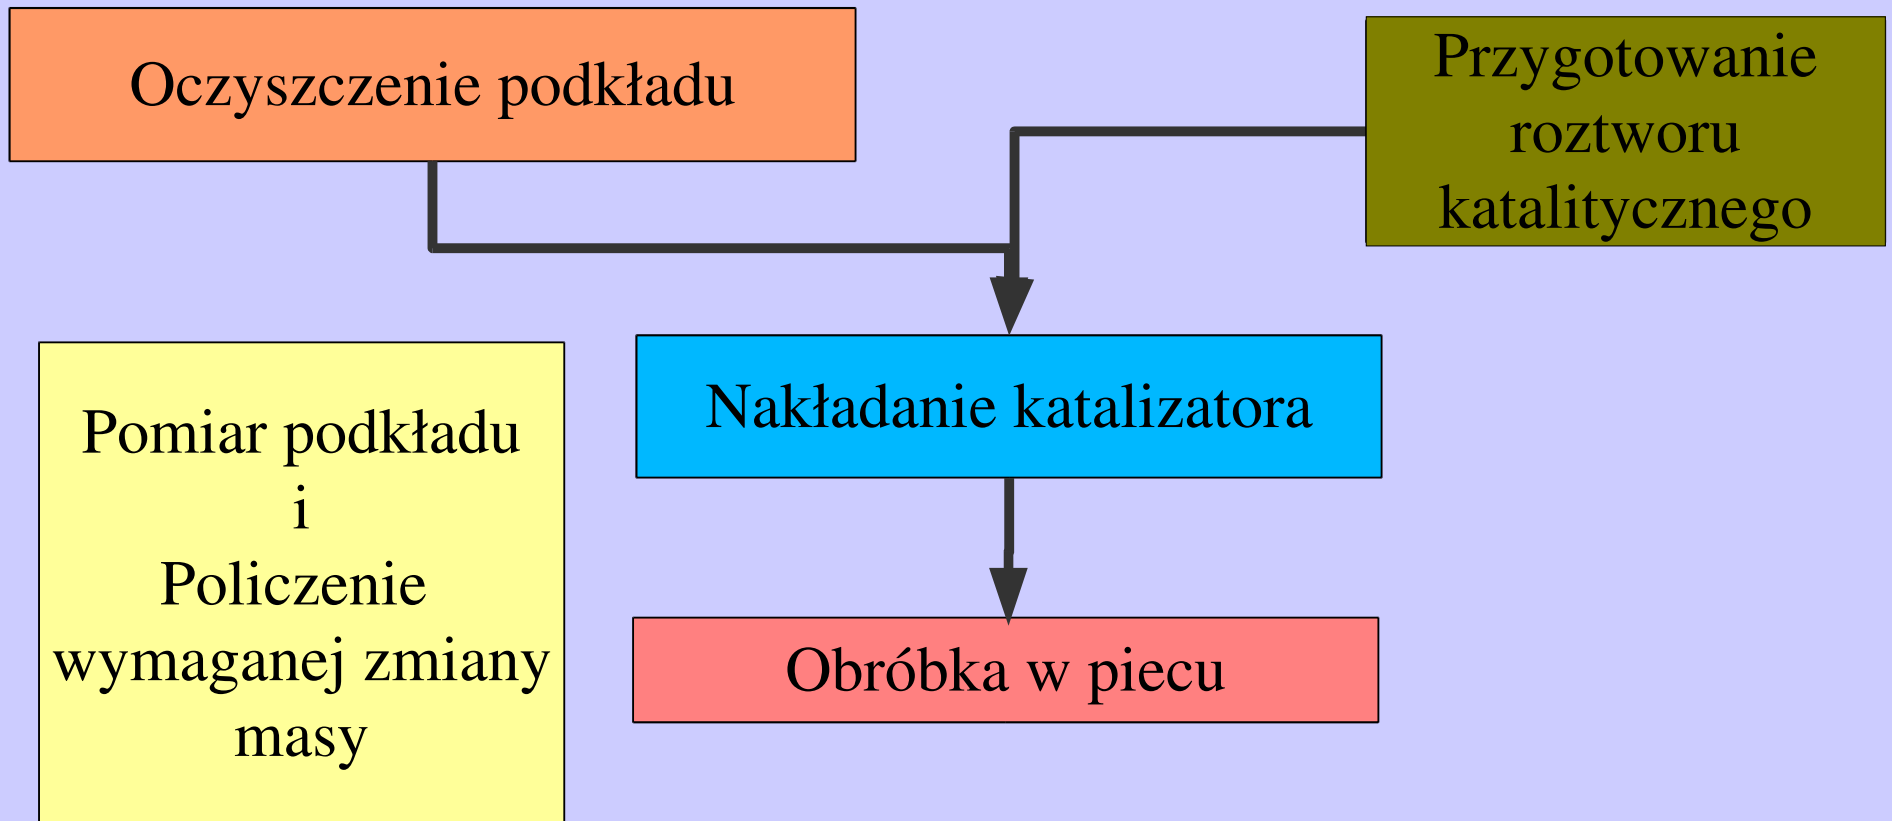 Oczyszczenie podkładu
Przygotowanie
roztworu
katalitycznego
Nakładanie katalizatora
Pomiar podkładu
i
Policzenie
wymaganej zmiany
masy
Obróbka w piecu